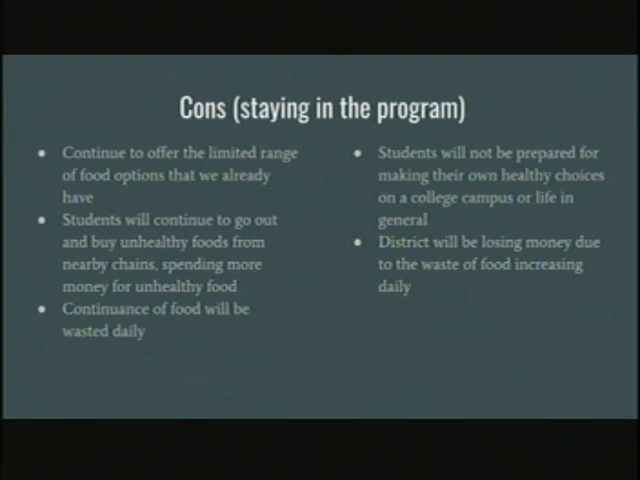 Cons (staying in the program)
● Continue to offer the limited range
of food options that we already
have
● Students will continue to go out
and buy unhealthy foods from
nearby chains, spending more
money for unhealthy food
● Continuance of food will be
wasted daily
● Students will not be prepared for
making their own healthy choices
on a college campus or life in
general
● District will be losing money due
to the waste of food increasing
daily